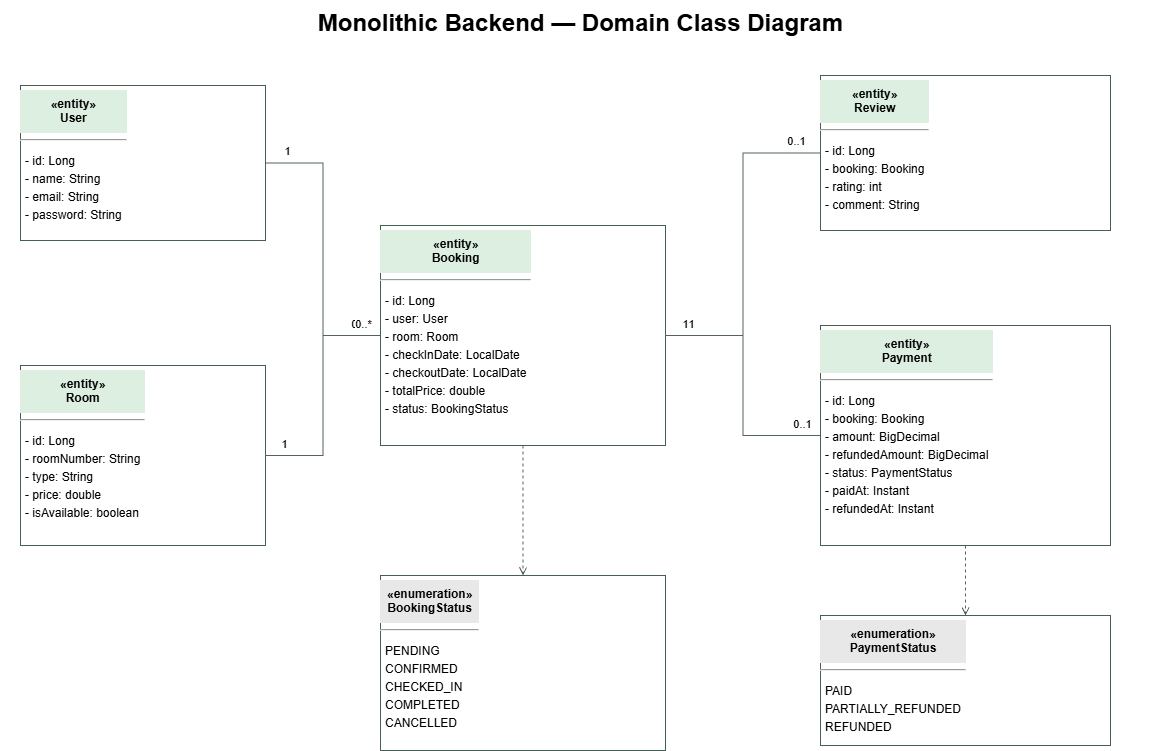 Monolithic Backend — Domain Class Diagram
«entity»
User
- id: Long
- name: String
- email: String
- password: String
1
«entity»
Room
- id: Long
- roomNumber: String
- type: String
- price: double
- isAvailable: boolean
1
0..*
«entity»
Booking
- id: Long
- user: User
- room: Room
- checkInDate: LocalDate
- checkoutDate: LocalDate
- totalPrice: double
- status: BookingStatus
11
«enumeration»
BookingStatus
PENDING
CONFIRMED
CHECKED_IN
COMPLETED
CANCELLED
0..1
«entity»
Review
- id: Long
- booking: Booking
- rating: int
- comment: String
0..1
«entity»
Payment
- id: Long
- booking: Booking
- amount: BigDecimal
- refundedAmount: BigDecimal
- status: PaymentStatus
- paidAt: Instant
- refundedAt: Instant
«enumeration»
PaymentStatus
PAID
PARTIALLY_REFUNDED
REFUNDED